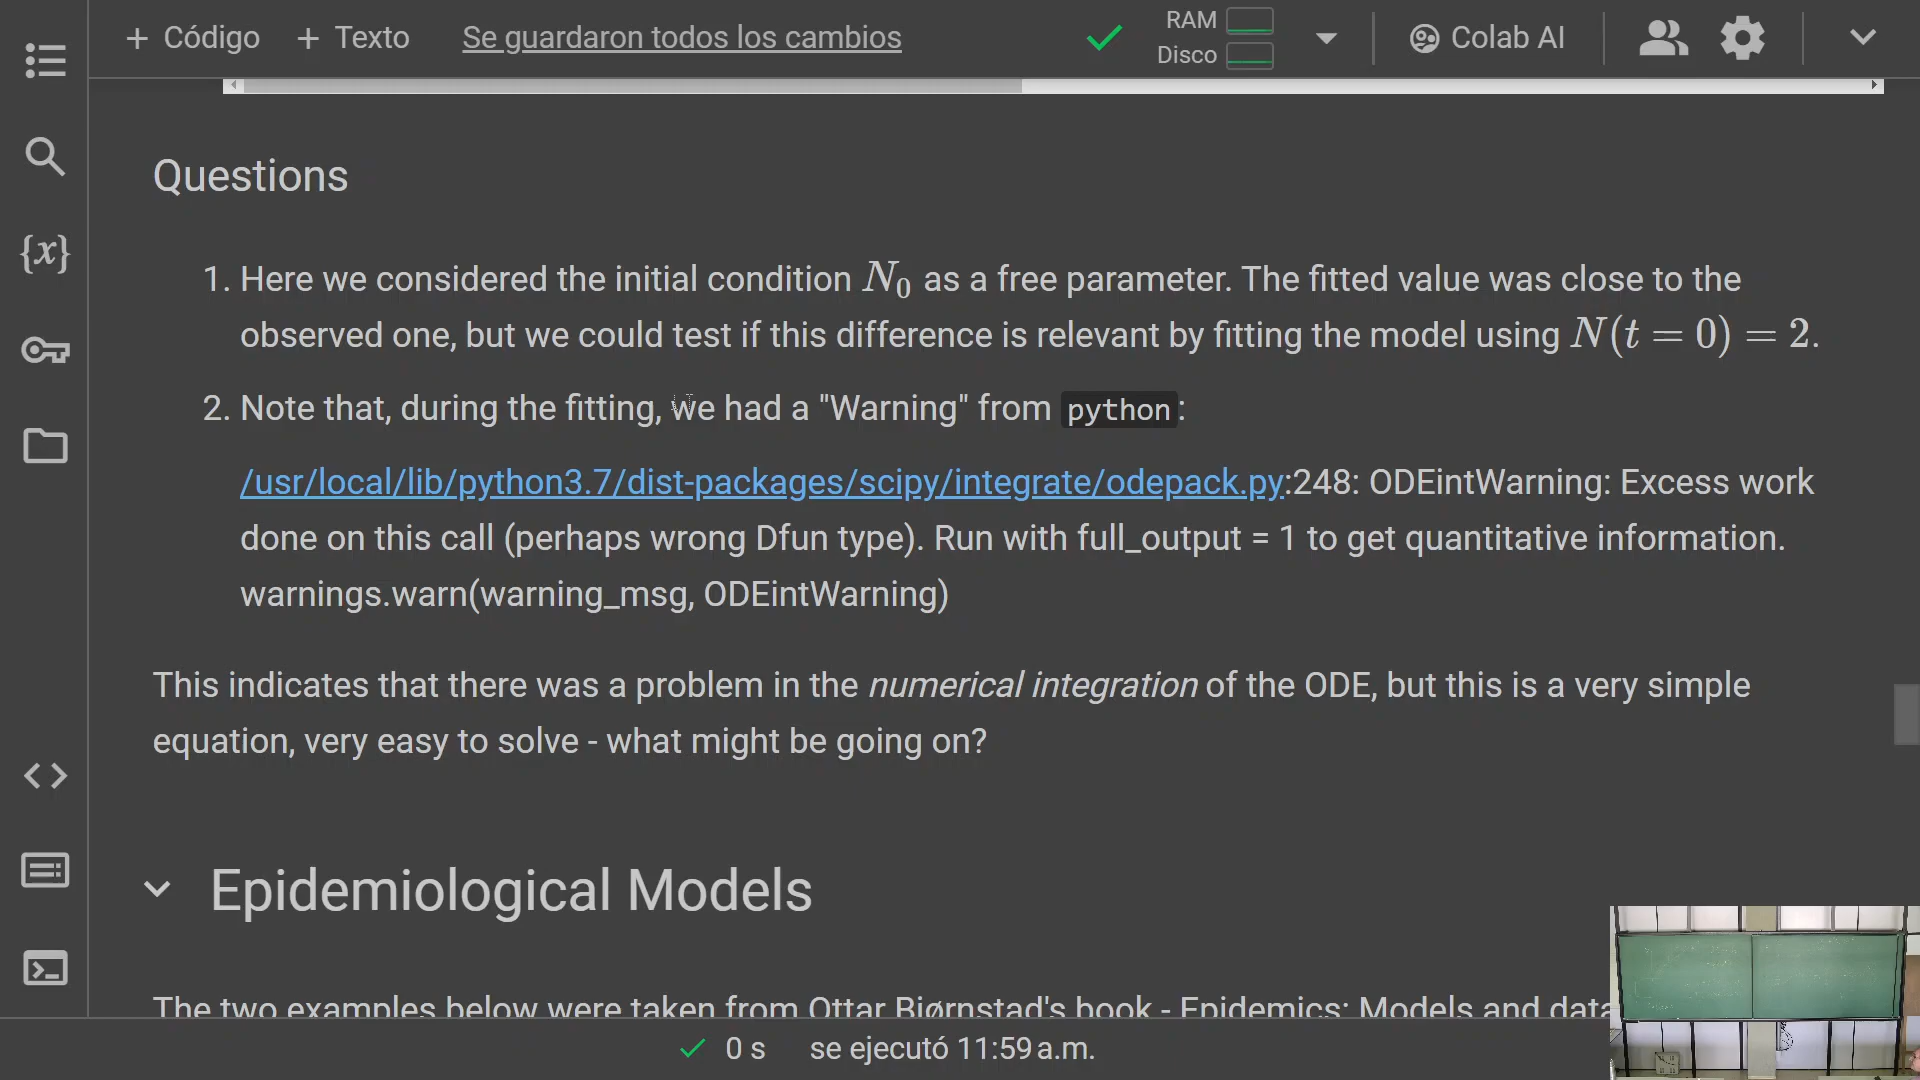 + Código + Texto Se guardaron todos los cambios RAM Disco Colab AI
{x}
Questions
1. Here we considered the initial condition N₀ as a free parameter. The fitted value was close to the
observed one, but we could test if this difference is relevant by fitting the model using N(t = 0) = 2.
2. Note that, during the fitting, we had a "Warning" from python:
/usr/local/lib/python3.7/dist-packages/scipy/integrate/odepack.py:248: ODEintWarning: Excess work
done on this call (perhaps wrong Dfun type). Run with full_output = 1 to get quantitative information.
warnings.warn(warning_msg, ODEintWarning)
This indicates that there was a problem in the numerical integration of the ODE, but this is a very simple
equation, very easy to solve - what might be going on?
Epidemiological Models
The two examples below were taken from Ottar Bjørnstad's book - Epidemics: Models and data
0 s se ejecutó 11:59 a.m.